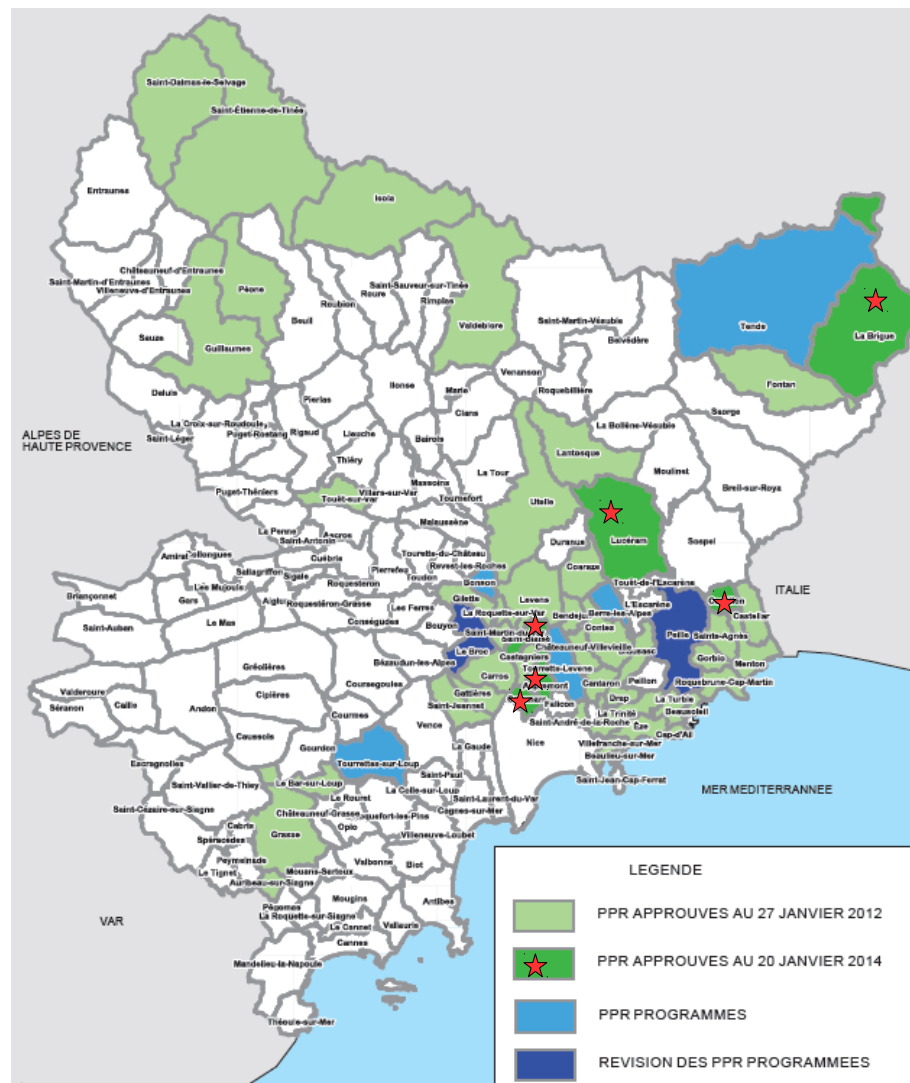 Saint-Dalmas-le-Selvage
Saint-Étienne-de-Tinée
Entraunes
Isola
Châteauneuf-d'Entraunes
Saint-Martin-d'Entraunes
Villeneuve-d'Entraunes
Péone
Saint-Sauveur-sur-Tinée
Roure
Rimplas
Roubion
Beuil
Valdeblore
Saint-Martin-Vésubie
Belvédère
Tende
La Brigue
Sauze
Guillaumes
Venanson
Roquebillière
Fontan
Daluis
Pierlas
Ilonse
Marie
Clans
Saorge
La Croix-sur-Roudoule
Puget-Rostang
Rigaud
Lieuche
Bairols
La Bollène-Vésubie
ALPES DE
HAUTE PROVENCE
Saint-Léger
Thiéry
La Tour
Lantosque
Moulinet
Breil-sur-Roya
Puget-Théniers
Touët-sur-Var
Villars-sur-Var
Massoins
Tournefort
Utelle
Malaussène
Lucéram
La Penne
Ascros
Saint-Antonin
Duranus
Sospel
Amirat
Collongues
Cuébris
Tourette-du-Château
Revest-les-Roches
Coaraze
Briançonnet
Gars
Les Mujouls
Sallagriffon
Sigale
Roquesteron
Pierrefeu
Toudon
Bonson
Touët-de-l'Escarène
ITALIE
Aiglun
Roquestéron-Grasse
Les Ferres
Gilette
Levens
Bendejun
Berre-les-Alpes
L'Escarène
Castellar
Saint-Auban
Le Mas
Conségudes
Bouyon
La Roquette-sur-Var
Contes
Peille
Sainte-Agnès
Le Broc
Castagniers
Châteauneuf-Villevieille
Gréolières
Bézaudun-les-Alpes
Carros
Tourrette-Levens
Gorbio
Menton
Valderoure
Cipières
Coursegoules
Gattières
Cantaron
Peillon
Roquebrune-Cap-Martin
Séranon
Caille
Andon
Saint-Jeannet
Falicon
Drap
La Turbie
Beausoleil
Courmes
Vence
Saint-André-de-la-Roche
La Trinité
Eze
Cap-d'Ail
Caussols
Gourdon
La Gaude
Nice
Villefranche-sur-Mer
Beaulieu-sur-Mer
Escragnolles
Tourrettes-sur-Loup
Saint-Paul
Saint-Jean-Cap-Ferrat
Saint-Vallier-de-Thiey
Le Bar-sur-Loup
La Colle-sur-Loup
MER MEDITERRANNEE
Saint-Cézaire-sur-Siagne
Châteauneuf-Grasse
Le Rouret
Roquefort-les-Pins
Saint-Laurent-du-Var
Cagnes-sur-Mer
Cabris
Grasse
Opio
Villeneuve-Loubet
Spéracèdes
Peymeinade
Valbonne
Biot
Le Tignet
Mouans-Sartoux
Auribeau-sur-Siagne
Pégomas
Mougins
Antibes
La Roquette-sur-Siagne
VAR
Le Cannet
Vallauris
Cannes
Mandelieu-la-Napoule
Théoule-sur-Mer
LEGENDE
PPR APPROUVES AU 27 JANVIER 2012
PPR APPROUVES AU 20 JANVIER 2014
PPR PROGRAMMES
REVISION DES PPR PROGRAMMEES